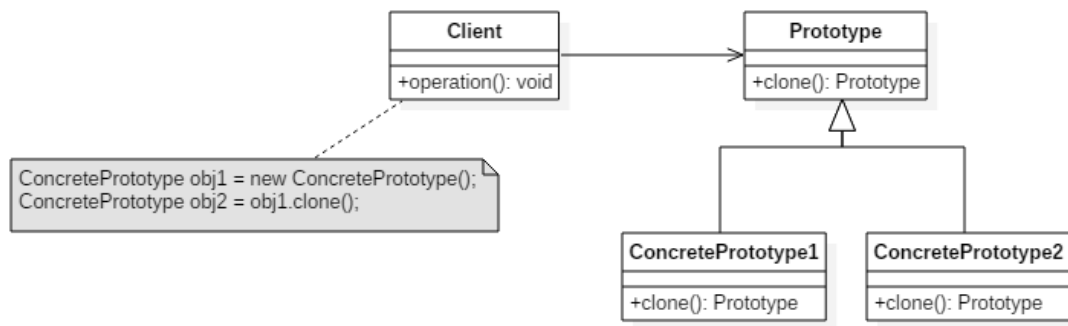 Client
+operation(): void
Prototype
+clone(): Prototype
ConcretePrototype obj1 = new ConcretePrototype();
ConcretePrototype obj2 = obj1.clone();
ConcretePrototype1
+clone(): Prototype
ConcretePrototype2
+clone(): Prototype